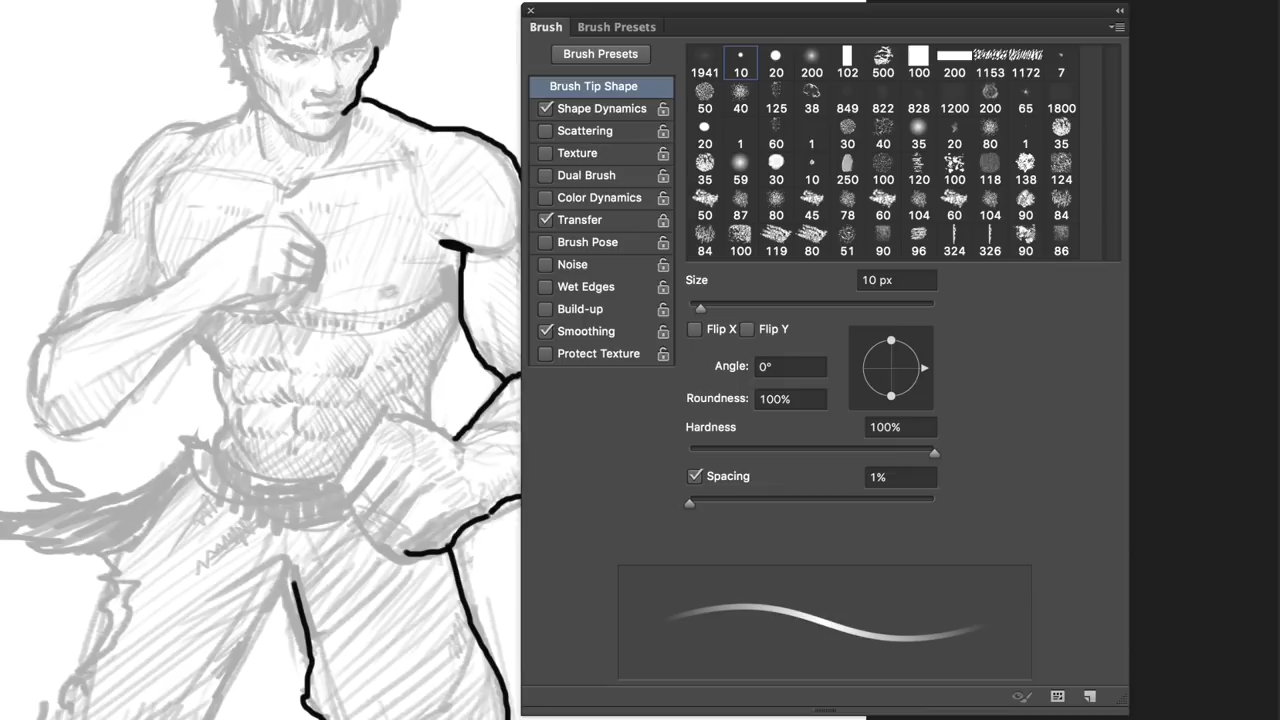 Brush Brush Presets
Brush Presets
Brush Tip Shape
Shape Dynamics
Scattering
Texture
Dual Brush
Color Dynamics
Transfer
Brush Pose
Noise
Wet Edges
Build-up
Smoothing
Protect Texture
1941 10 20 200 102 500 100 200 1153 1172 7
50 40 125 38 849 822 828 1200 200 65 1800
20 1 60 1 30 40 35 20 80 1 35
35 59 30 10 250 100 120 100 118 138 124
50 87 80 45 78 60 104 60 104 90 84
84 100 119 80 51 90 96 324 326 90 86
Size 10 px
Flip X Flip Y
Angle: 0°
Roundness: 100%
Hardness 100%
Spacing 1%